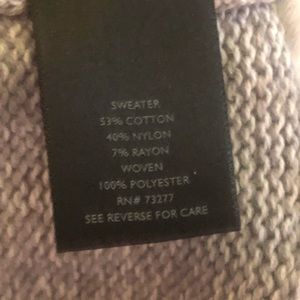 SWEATER
53% COTTON
40% NYLON
7% RAYON
WOVEN
100% POLYESTER
RN# 73277
SEE REVERSE FOR CARE